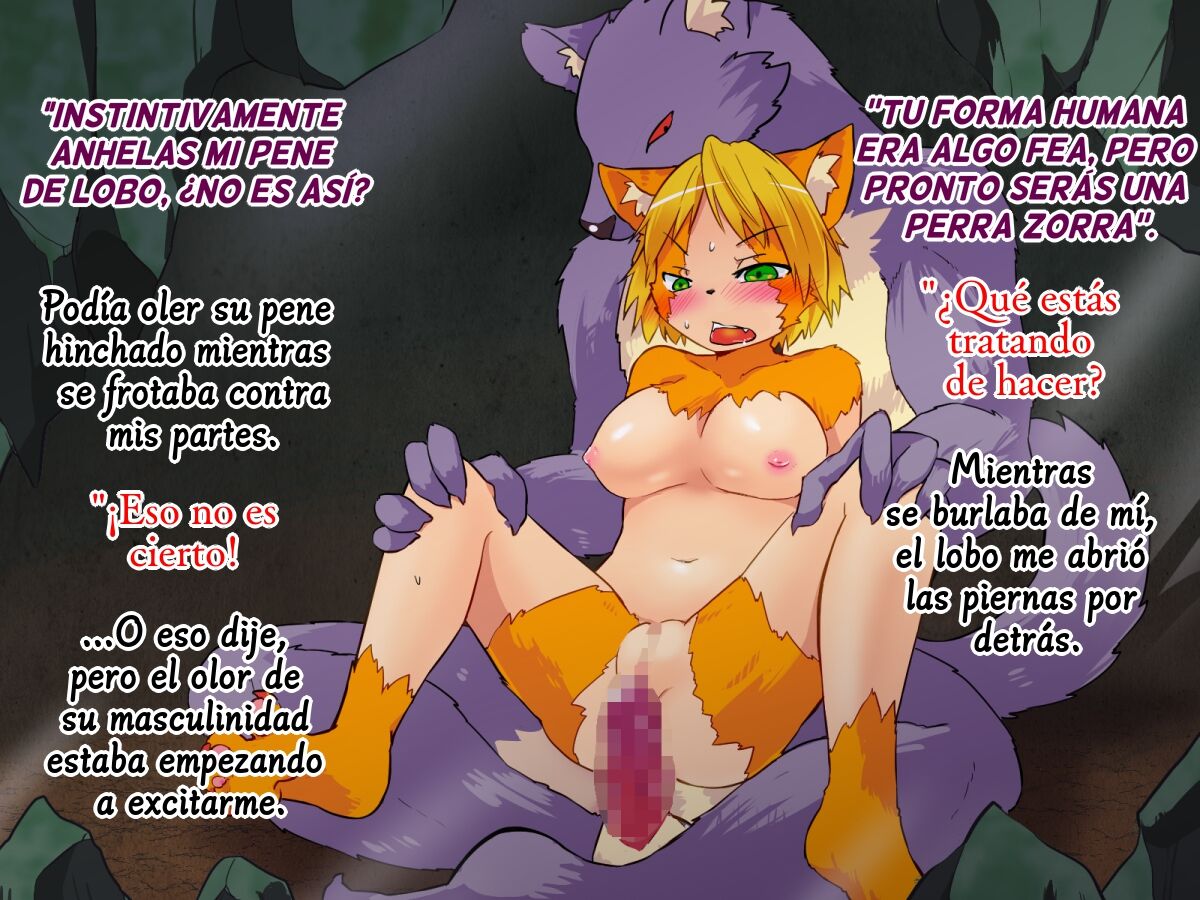 "TU FORMA HUMANA
ERA ALGO FEA, PERO
PRONTO SERÁS UNA
PERRA ZORRA".
"¿Qué estás
tratando
de hacer?
Mientras
se burlaba de mí,
el lobo me abrió
las piernas por
detrás.
"INSTINTIVAMENTE
ANHELAS MI PENE
DE LOBO, ¿NO ES ASÍ?
Podía oler su pene
hinchado mientras
se frotaba contra
mis partes.
"¡Eso no es
cierto!
...O eso dije,
pero el olor de
su masculinidad
estaba empezando
a excitarme.